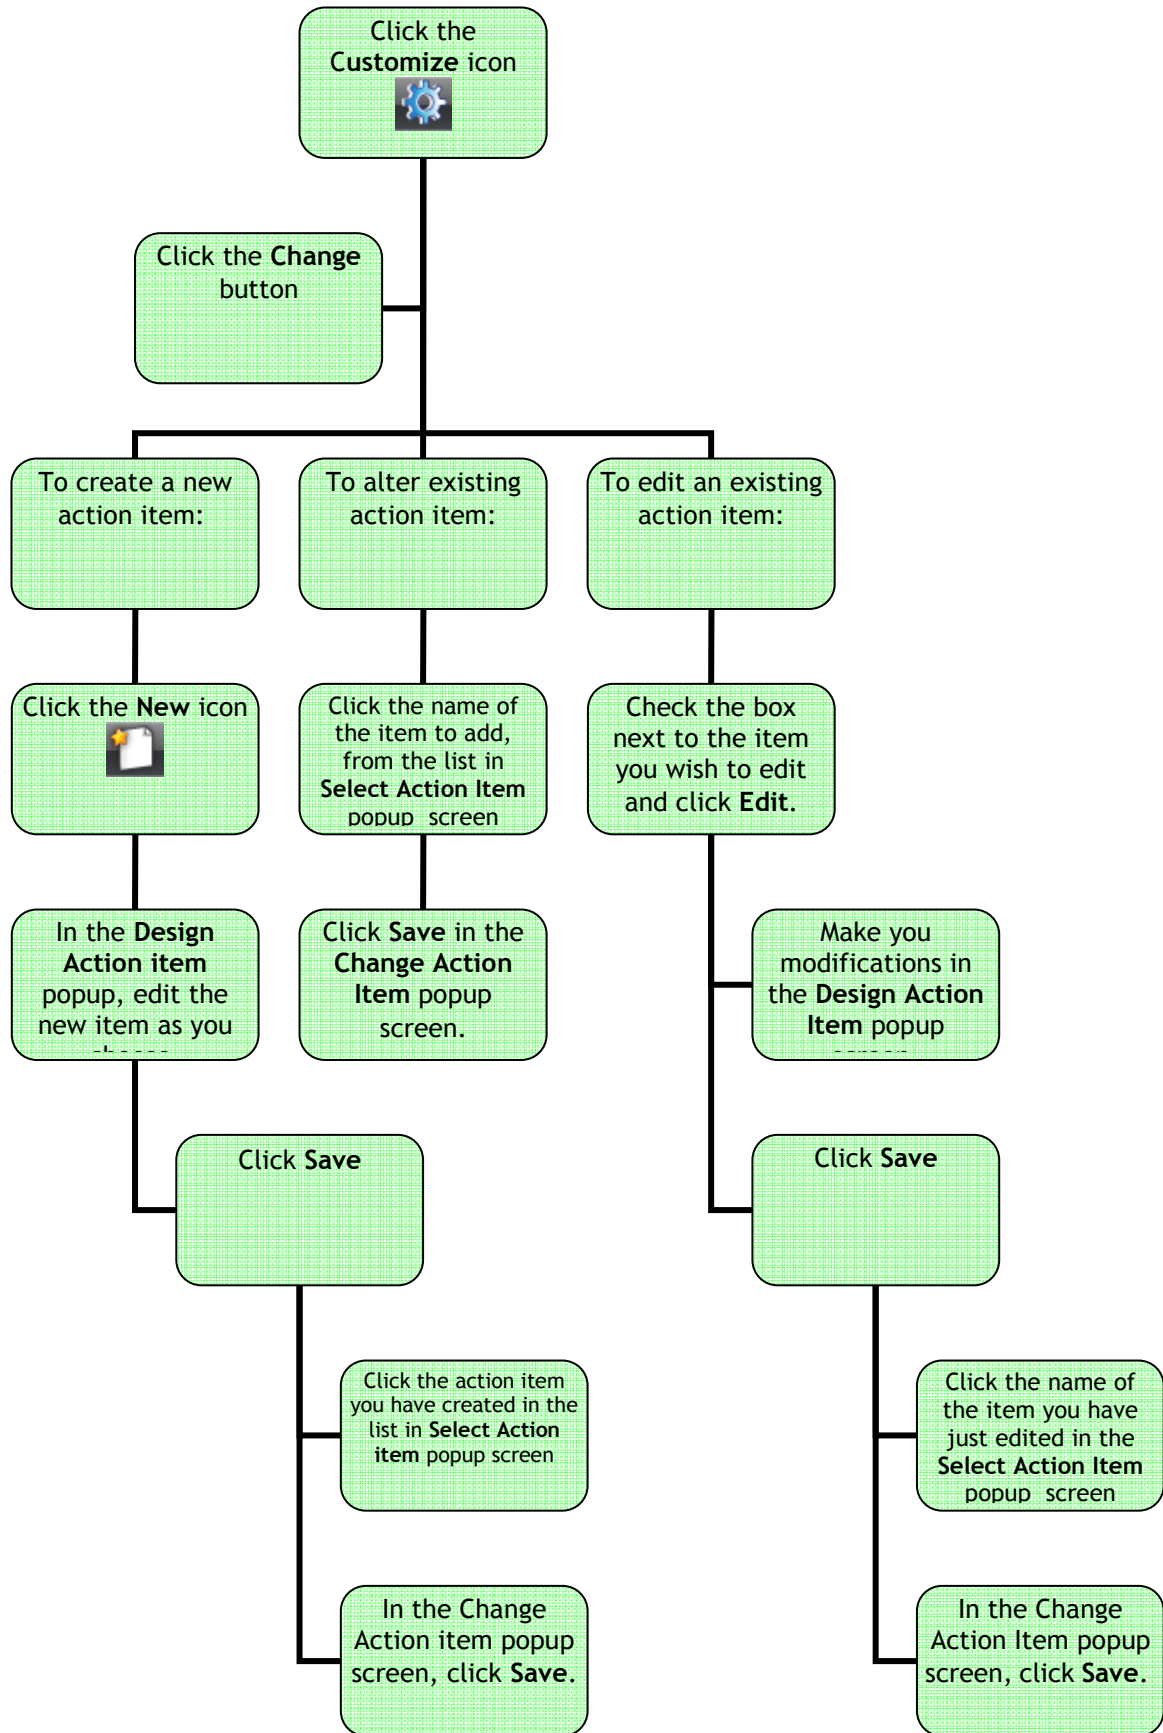 Click the
Customize icon
Click the Change
button
To create a new
action item:
To alter existing
action item:
To edit an existing
action item:
Click the New icon
Click the name of
the item to add,
from the list in
Select Action Item
popup screen
Check the box
next to the item
you wish to edit
and click Edit.
In the Design
Action item
popup, edit the
new item as you
Click Save in the
Change Action
Item popup
screen.
Make you
modifications in
the Design Action
Item popup
Click Save
Click Save
Click the action item
you have created in the
list in Select Action
item popup screen
Click the name of
the item you have
just edited in the
Select Action Item
popup screen
In the Change
Action item popup
screen, click Save.
In the Change
Action Item popup
screen, click Save.